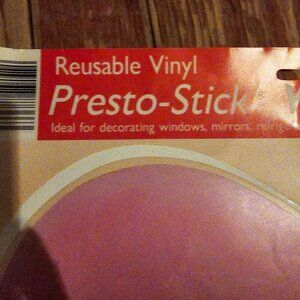 Reusable Vinyl
Presto-Stick®
Ideal for decorating windows, mirrors,